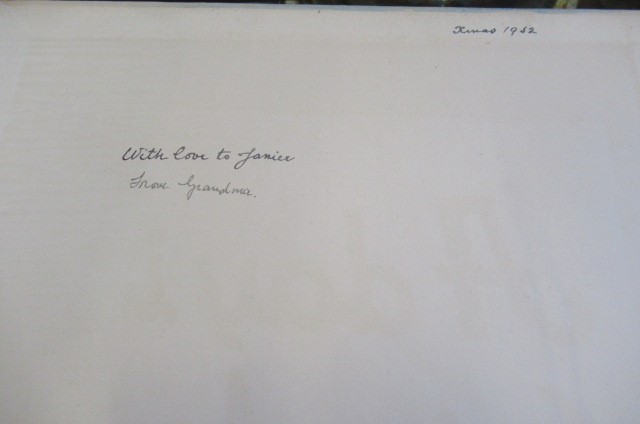 Xmas 1952
With love to Janice
From Grandma.